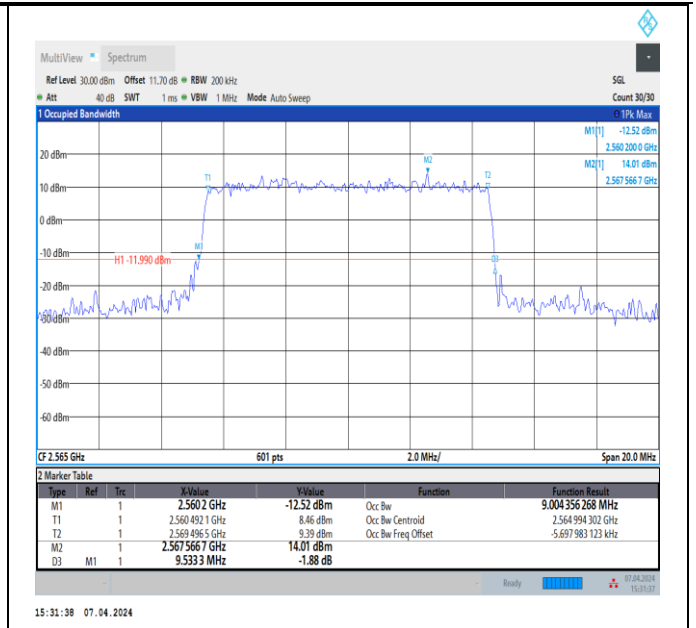 MultiView Spectrum
Ref Level 30.00 dBm Offset 11.70 dB RBW 200 kHz SGL
Att 40 dB SWT 1 ms VBW 1 MHz Mode Auto Sweep Count 30/30
1 Occupied Bandwidth 1Pk Max
M1[1] -12.52 dBm
2.560 200 0 GHz
M2[1] 14.01 dBm
2.567 566 7 GHz
20 dBm
M2
T1
T2
10 dBm
0 dBm
M1
-10 dBm
H1 -11.990 dBm
D3
-20 dBm
-30 dBm
-40 dBm
-50 dBm
-60 dBm
CF 2.565 GHz 601 pts 2.0 MHz/ Span 20.0 MHz
2 Marker Table
Type Ref Trc X-Value Y-Value Function Function Result
M1 1 2.560 2 GHz -12.52 dBm Occ Bw 9.004 356 268 MHz
T1 1 2.560 492 1 GHz 8.46 dBm Occ Bw Centroid 2.564 994 302 GHz
T2 1 2.569 496 5 GHz 9.39 dBm Occ Bw Freq Offset -5.697 983 123 kHz
M2 1 2.567 566 7 GHz 14.01 dBm
D3 M1 1 9.533 3 MHz -1.88 dB
Ready 07.04.2024
15:31:37
15:31:38 07.04.2024